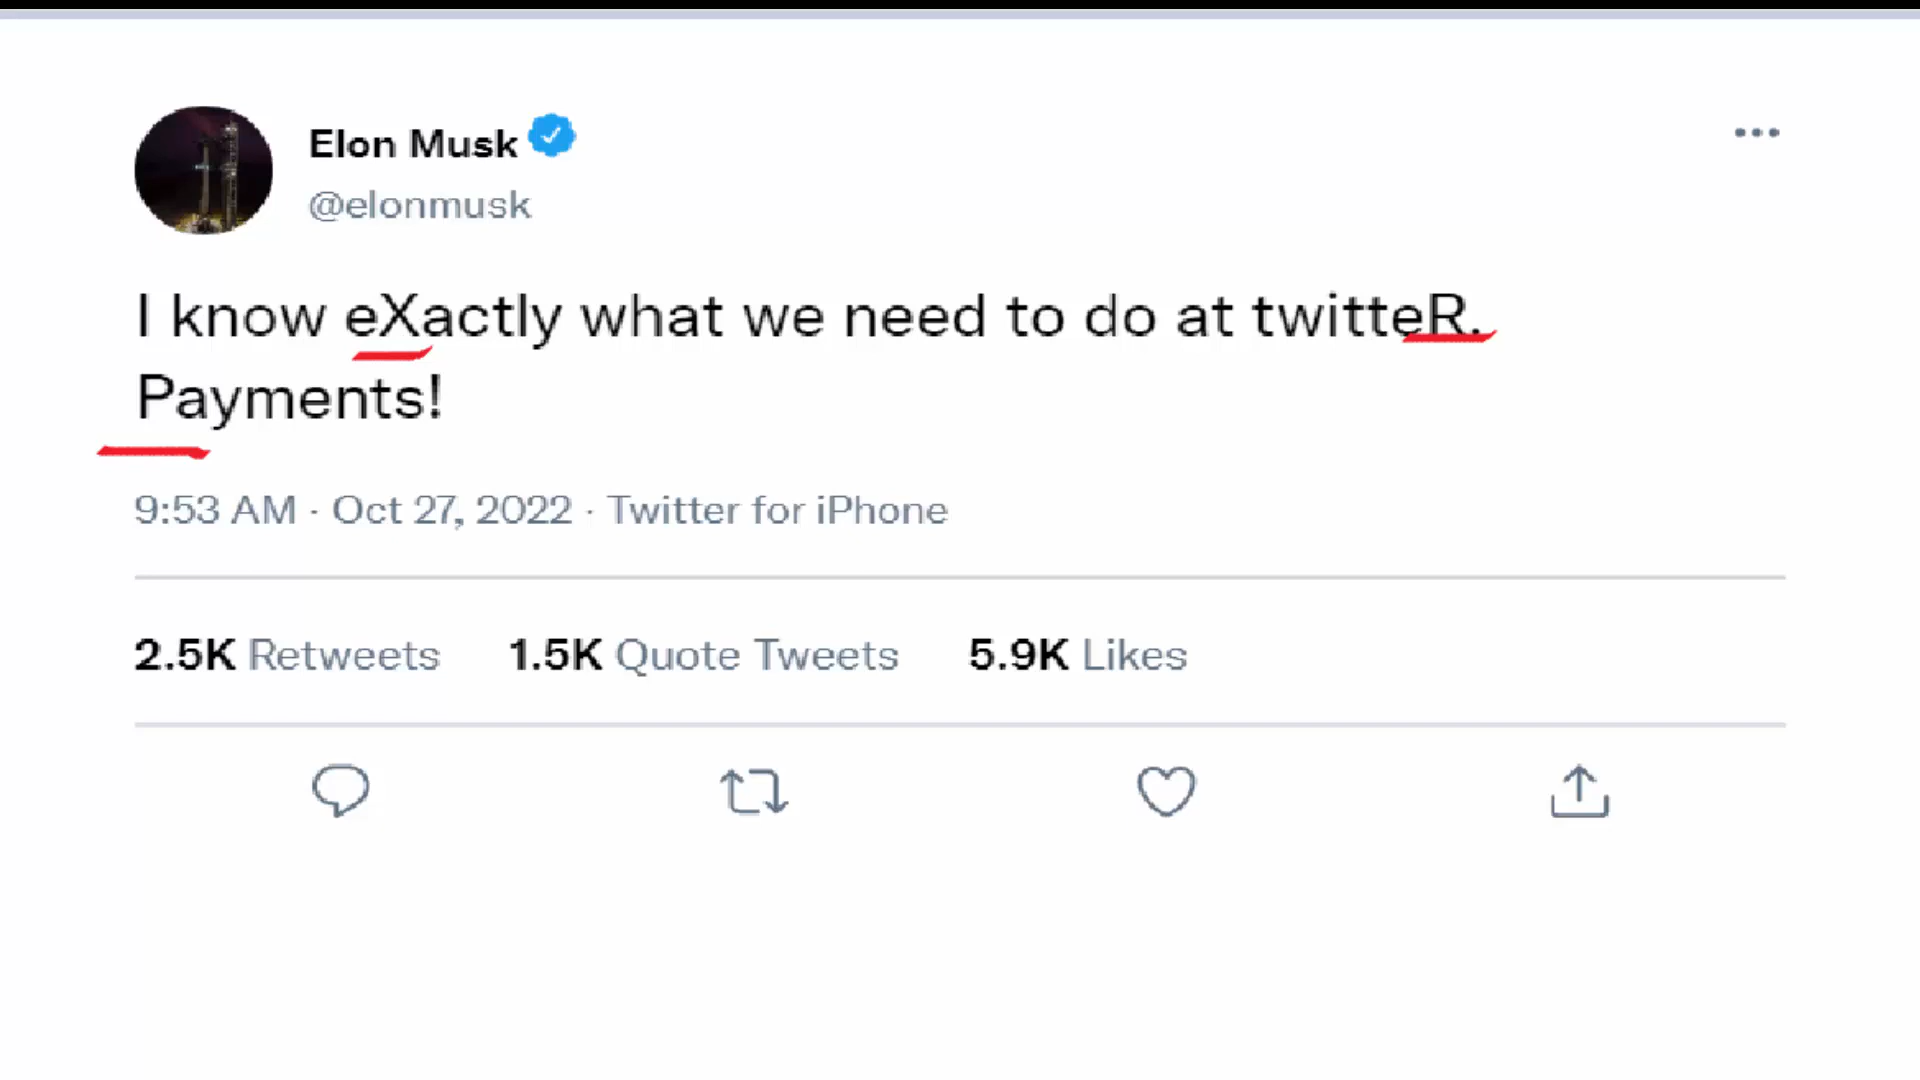 Elon Musk
@elonmusk
I know eXactly what we need to do at twitteR.
Payments!
9:53 AM · Oct 27, 2022 · Twitter for iPhone
2.5K Retweets 1.5K Quote Tweets 5.9K Likes